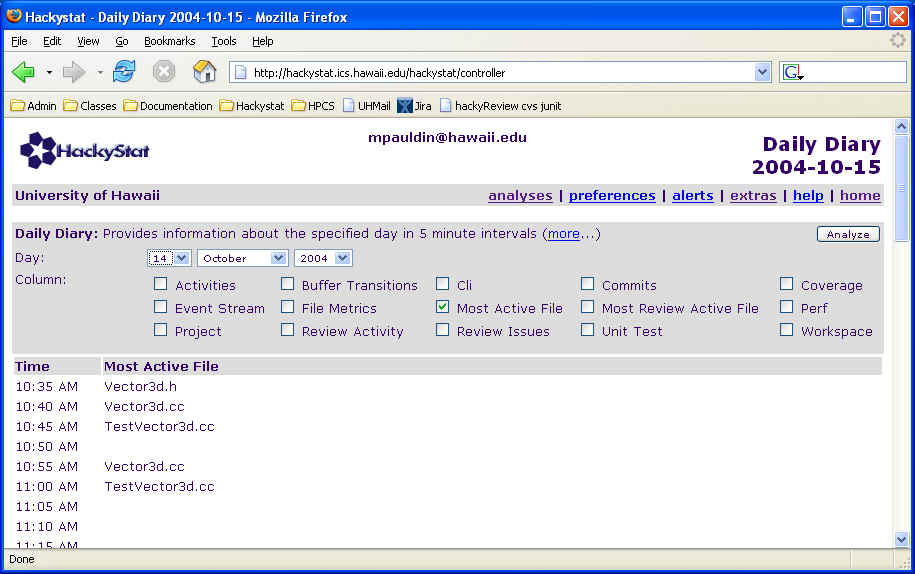 Hackystat - Daily Diary 2004-10-15 - Mozilla Firefox
File Edit View Go Bookmarks Tools Help
http://hackystat.ics.hawaii.edu/hackystat/controller G
Admin Classes Documentation Hackystat HPCS UHMail Jira hackyReview cvs junit
HackyStat mpauldin@hawaii.edu Daily Diary
2004-10-15
University of Hawaii analyses | preferences | alerts | extras | help | home
Daily Diary: Provides information about the specified day in 5 minute intervals (more...) Analyze
Day: 14 October 2004
Column: Activities Buffer Transitions Cli Commits Coverage
Event Stream File Metrics Most Active File Most Review Active File Perf
Project Review Activity Review Issues Unit Test Workspace
Time Most Active File
10:35 AM Vector3d.h
10:40 AM Vector3d.cc
10:45 AM TestVector3d.cc
10:50 AM
10:55 AM Vector3d.cc
11:00 AM TestVector3d.cc
11:05 AM
11:10 AM
11:15 AM
Done